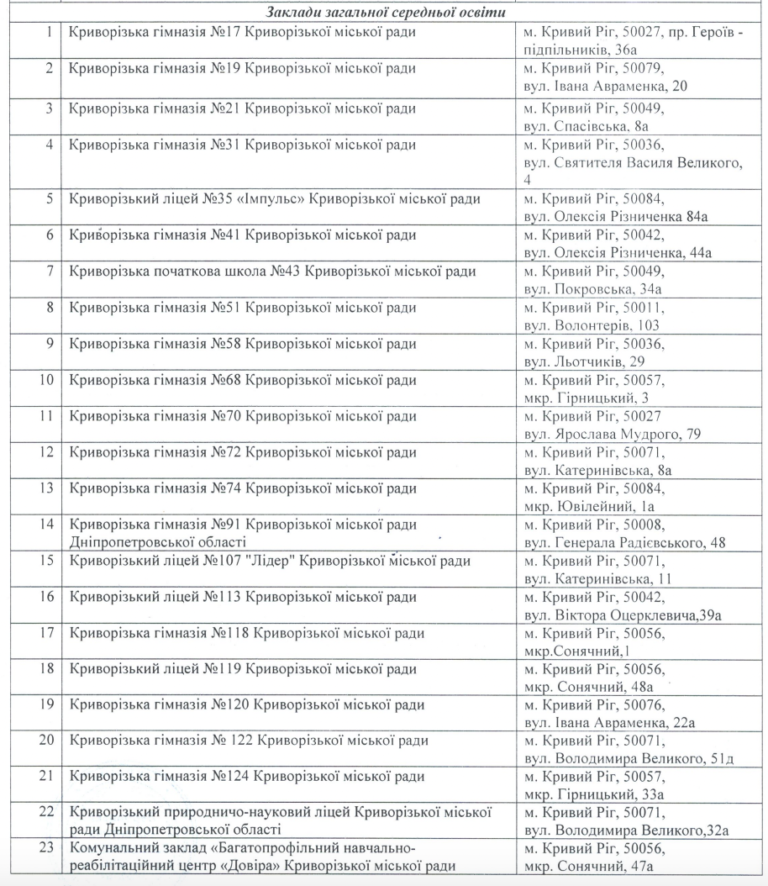 Заклади загальної середньої освіти
1 Криворізька гімназія №17 Криворізької міської ради м. Кривий Ріг, 50027, пр. Героїв -
підпільників, 36а
2 Криворізька гімназія №19 Криворізької міської ради м. Кривий Ріг, 50079,
вул. Івана Авраменка, 20
3 Криворізька гімназія №21 Криворізької міської ради м. Кривий Ріг, 50049,
вул. Спасівська, 8а
4 Криворізька гімназія №31 Криворізької міської ради м. Кривий Ріг, 50036,
вул. Святителя Василя Великого,
4
5 Криворізький ліцей №35 «Імпульс» Криворізької міської ради м. Кривий Ріг, 50084,
вул. Олексія Різниченка 84а
6 Криворізька гімназія №41 Криворізької міської ради м. Кривий Ріг, 50042,
вул. Олексія Різниченка, 44а
7 Криворізька початкова школа №43 Криворізької міської ради м. Кривий Ріг, 50049,
вул. Покровська, 34а
8 Криворізька гімназія №51 Криворізької міської ради м. Кривий Ріг, 50011,
вул. Волонтерів, 103
9 Криворізька гімназія №58 Криворізької міської ради м. Кривий Ріг, 50036,
вул. Льотчиків, 29
10 Криворізька гімназія №68 Криворізької міської ради м. Кривий Ріг, 50057,
мкр. Гірницький, 3
11 Криворізька гімназія №70 Криворізької міської ради м. Кривий Ріг, 50027
вул. Ярослава Мудрого, 79
12 Криворізька гімназія №72 Криворізької міської ради м. Кривий Ріг, 50071,
вул. Катеринівська, 8а
13 Криворізька гімназія №74 Криворізької міської ради м. Кривий Ріг, 50084,
мкр. Ювілейний, 1а
14 Криворізька гімназія №91 Криворізької міської ради м. Кривий Ріг, 50008,
Дніпропетровської області вул. Генерала Радієвського, 48
15 Криворізький ліцей №107 "Лідер" Криворізької міської ради м. Кривий Ріг, 50071,
вул. Катеринівська, 11
16 Криворізький ліцей №113 Криворізької міської ради м. Кривий Ріг, 50042,
вул. Віктора Оцерклевича,39а
17 Криворізька гімназія №118 Криворізької міської ради м. Кривий Ріг, 50056,
мкр.Сонячний,1
18 Криворізький ліцей №119 Криворізької міської ради м. Кривий Ріг, 50056,
мкр. Сонячний, 48а
19 Криворізька гімназія №120 Криворізької міської ради м. Кривий Ріг, 50076,
вул. Івана Авраменка, 22а
20 Криворізька гімназія № 122 Криворізької міської ради м. Кривий Ріг, 50071,
вул. Володимира Великого, 51д
21 Криворізька гімназія №124 Криворізької міської ради м. Кривий Ріг, 50057,
мкр. Гірницький, 33а
22 Криворізький природничо-науковий ліцей Криворізької міської м. Кривий Ріг, 50071,
ради Дніпропетровської області вул. Володимира Великого,32а
23 Комунальний заклад «Багатопрофільний навчально- м. Кривий Ріг, 50056,
реабілітаційний центр «Довіра» Криворізької міської ради мкр. Сонячний, 47а